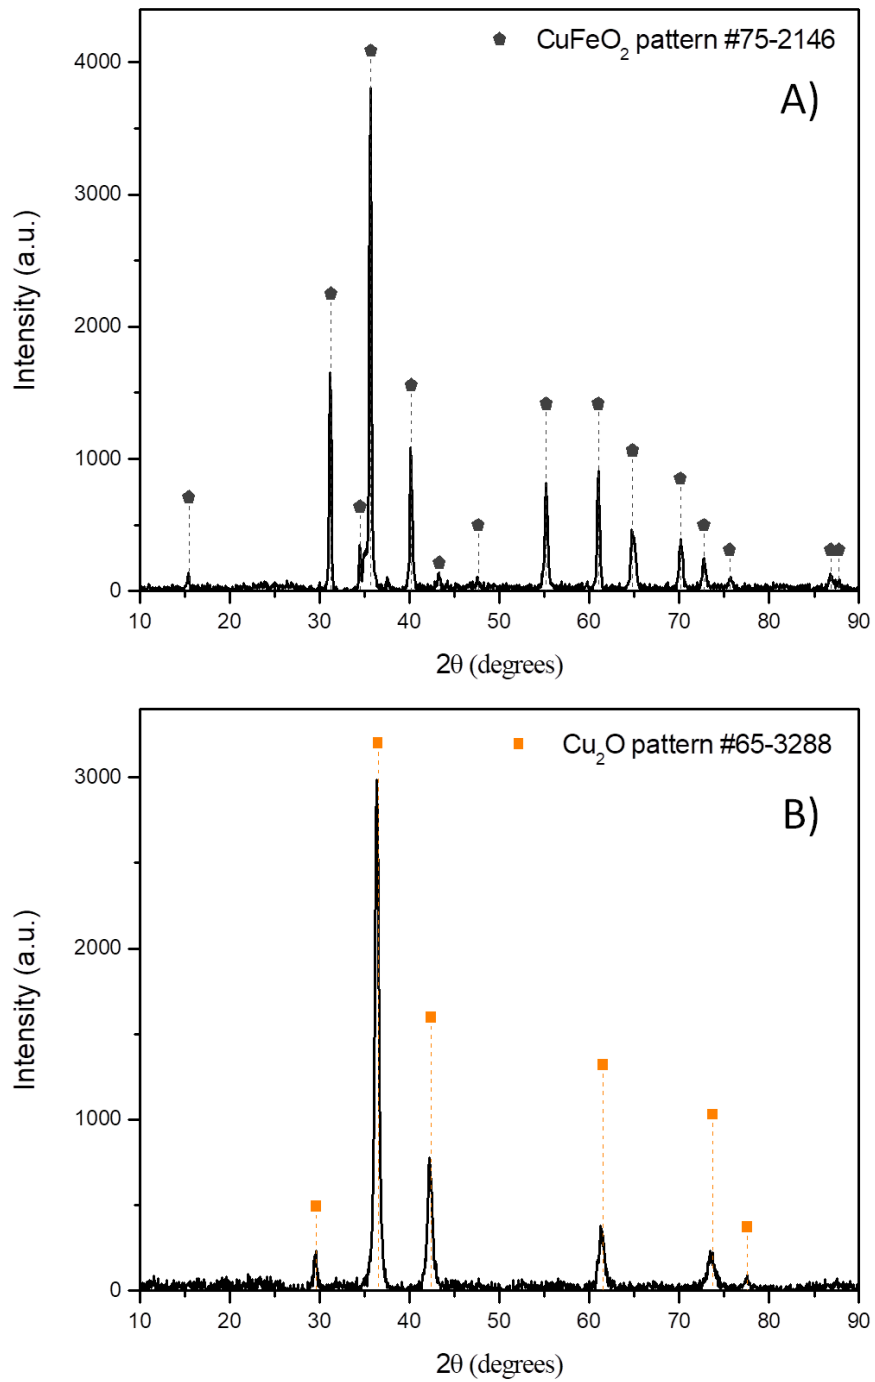 CuFeO₂ pattern #75-2146
A)
4000
3000
2000
1000
0
Intensity (a.u.)
10 20 30 40 50 60 70 80 90
2θ (degrees)
Cu₂O pattern #65-3288
B)
3000
2000
1000
0
Intensity (a.u.)
10 20 30 40 50 60 70 80 90
2θ (degrees)